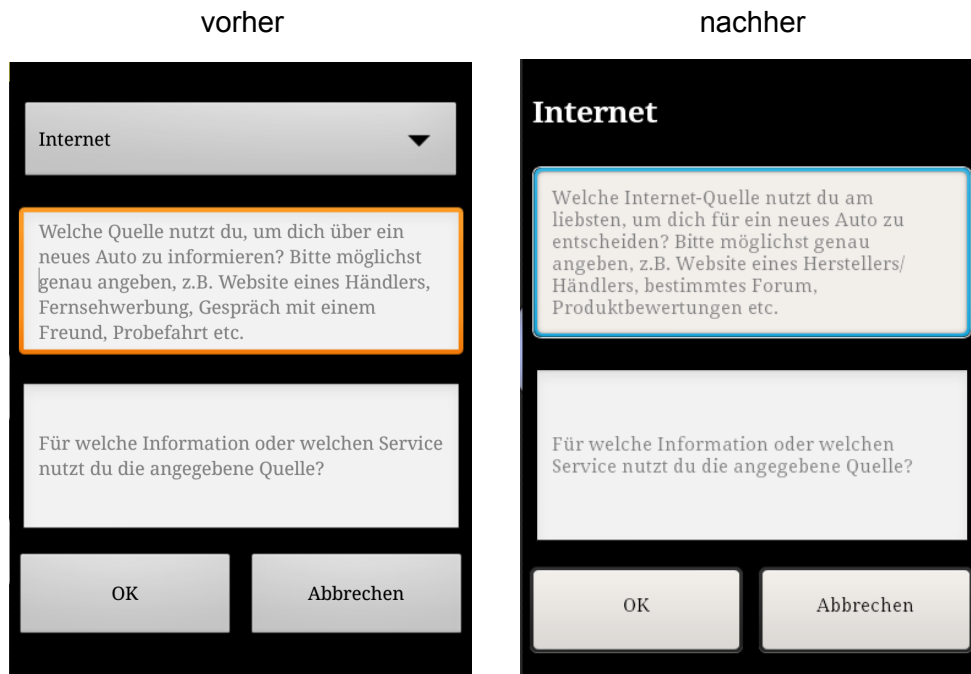 vorher
Internet
Welche Quelle nutzt du, um dich über ein
neues Auto zu informieren? Bitte möglichst
genau angeben, z.B. Website eines Händlers,
Fernsehwerbung, Gespräch mit einem
Freund, Probefahrt etc.
Für welche Information oder welchen Service
nutzt du die angegebene Quelle?
OK
Abbrechen
nachher
Internet
Welche Internet-Quelle nutzt du am
liebsten, um dich für ein neues Auto zu
entscheiden? Bitte möglichst genau
angeben, z.B. Website eines Herstellers/
Händlers, bestimmtes Forum,
Produktbewertungen etc.
Für welche Information oder welchen
Service nutzt du die angegebene Quelle?
OK
Abbrechen